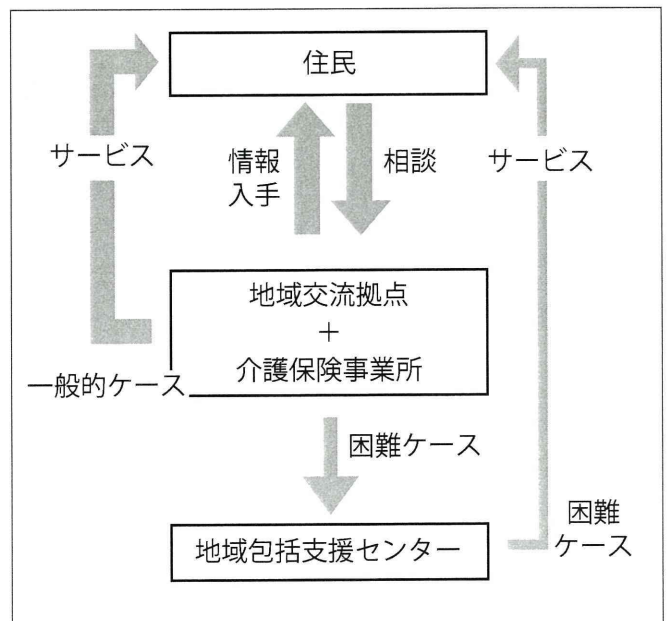 住民
サービス
情報
入手
相談
サービス
地域交流拠点
+
介護保険事業所
一般的ケース
困難ケース
地域包括支援センター
困難
ケース